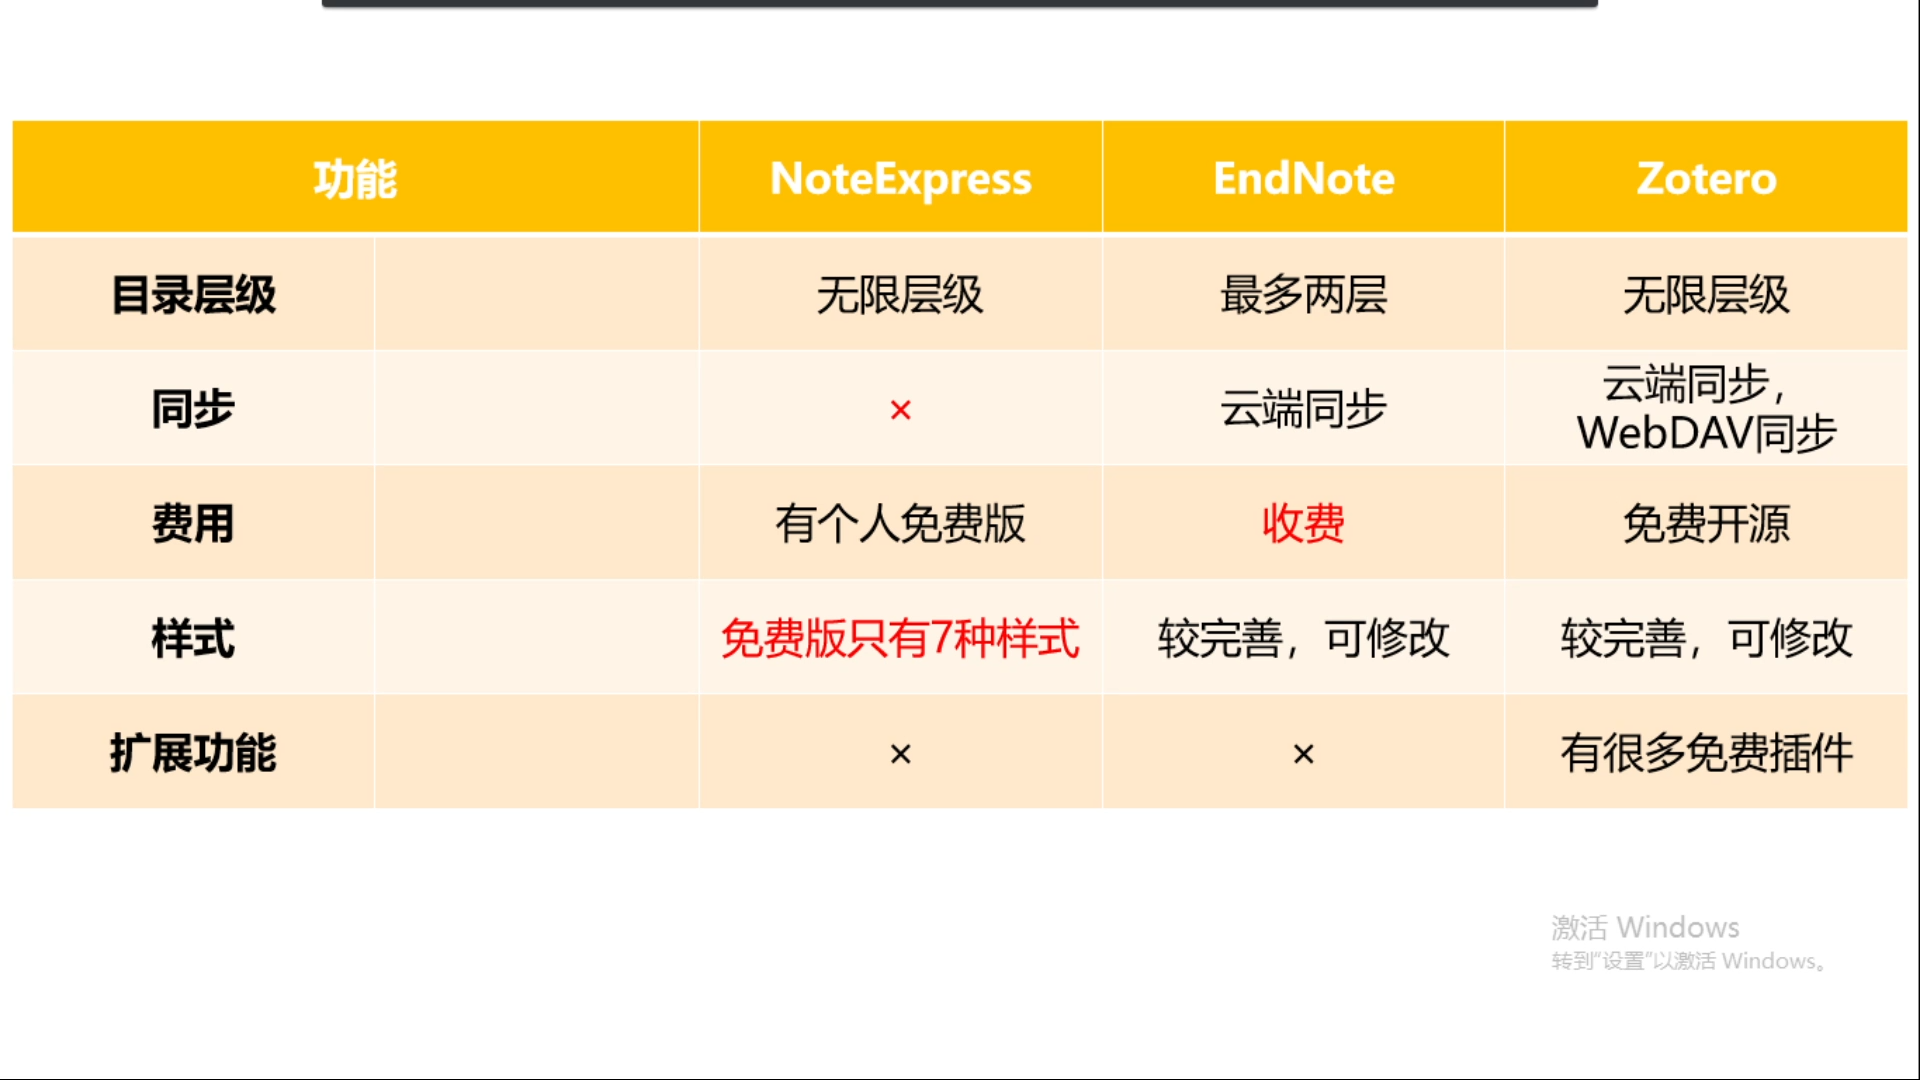 功能 NoteExpress EndNote Zotero
目录层级 无限层级 最多两层 无限层级
同步 × 云端同步 云端同步，
WebDAV同步
费用 有个人免费版 收费 免费开源
样式 免费版只有7种样式 较完善，可修改 较完善，可修改
扩展功能 × × 有很多免费插件
激活 Windows
转到“设置”以激活 Windows。